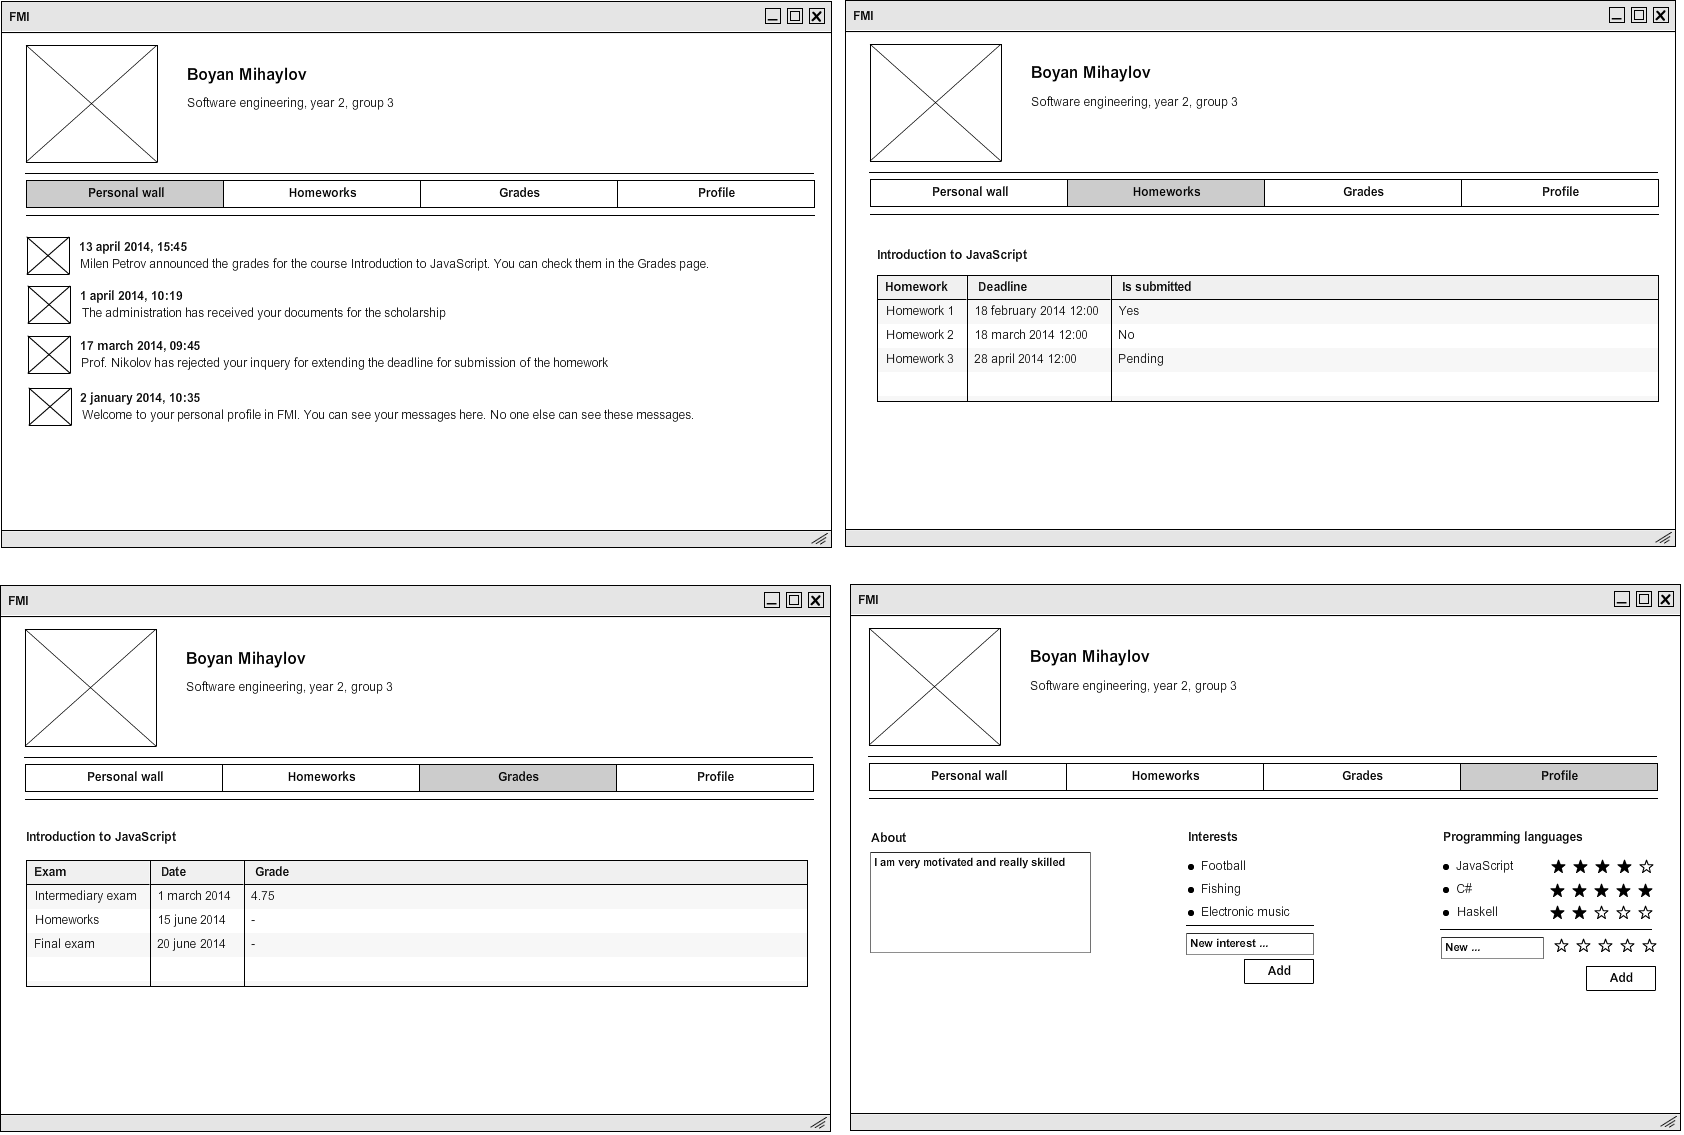 FMI
Boyan Mihaylov
Software engineering, year 2, group 3
Personal wall Homeworks Grades Profile
13 april 2014, 15:45
Milen Petrov announced the grades for the course Introduction to JavaScript. You can check them in the Grades page.
1 april 2014, 10:19
The administration has received your documents for the scholarship
17 march 2014, 09:45
Prof. Nikolov has rejected your inquery for extending the deadline for submission of the homework
2 january 2014, 10:35
Welcome to your personal profile in FMI. You can see your messages here. No one else can see these messages.
FMI
Boyan Mihaylov
Software engineering, year 2, group 3
Personal wall Homeworks Grades Profile
Introduction to JavaScript
Homework Deadline Is submitted
Homework 1 18 february 2014 12:00 Yes
Homework 2 18 march 2014 12:00 No
Homework 3 28 april 2014 12:00 Pending
FMI
Boyan Mihaylov
Software engineering, year 2, group 3
Personal wall Homeworks Grades Profile
Introduction to JavaScript
Exam Date Grade
Intermediary exam 1 march 2014 4.75
Homeworks 15 june 2014 -
Final exam 20 june 2014 -
FMI
Boyan Mihaylov
Software engineering, year 2, group 3
Personal wall Homeworks Grades Profile
About
I am very motivated and really skilled
Interests
Football
Fishing
Electronic music
New interest ...
Add
Programming languages
JavaScript
C#
Haskell
New ...
Add